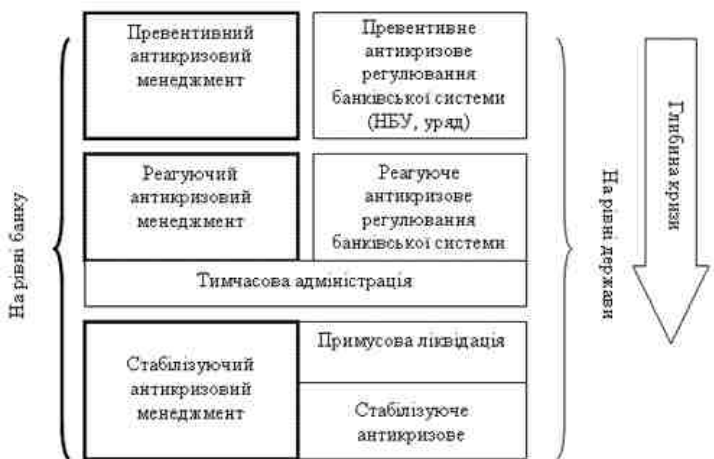 На рівні банку
Превентивний
антикризовий
менеджмент
Превентивне
антикризове
регулювання
банківської системи
(НБУ, уряд)
Реагуючий
антикризовий
менеджмент
Реагуюче
антикризове
регулювання
банківської системи
Тимчасова адміністрація
Стабілізуючий
антикризовий
менеджмент
Примусова ліквідація
Стабілізуюче
антикризове
На рівні держави
Глибина кризи